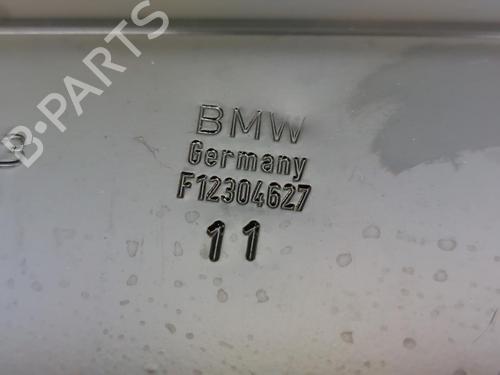 B-PARTS
BMW
Germany
F12304627
11